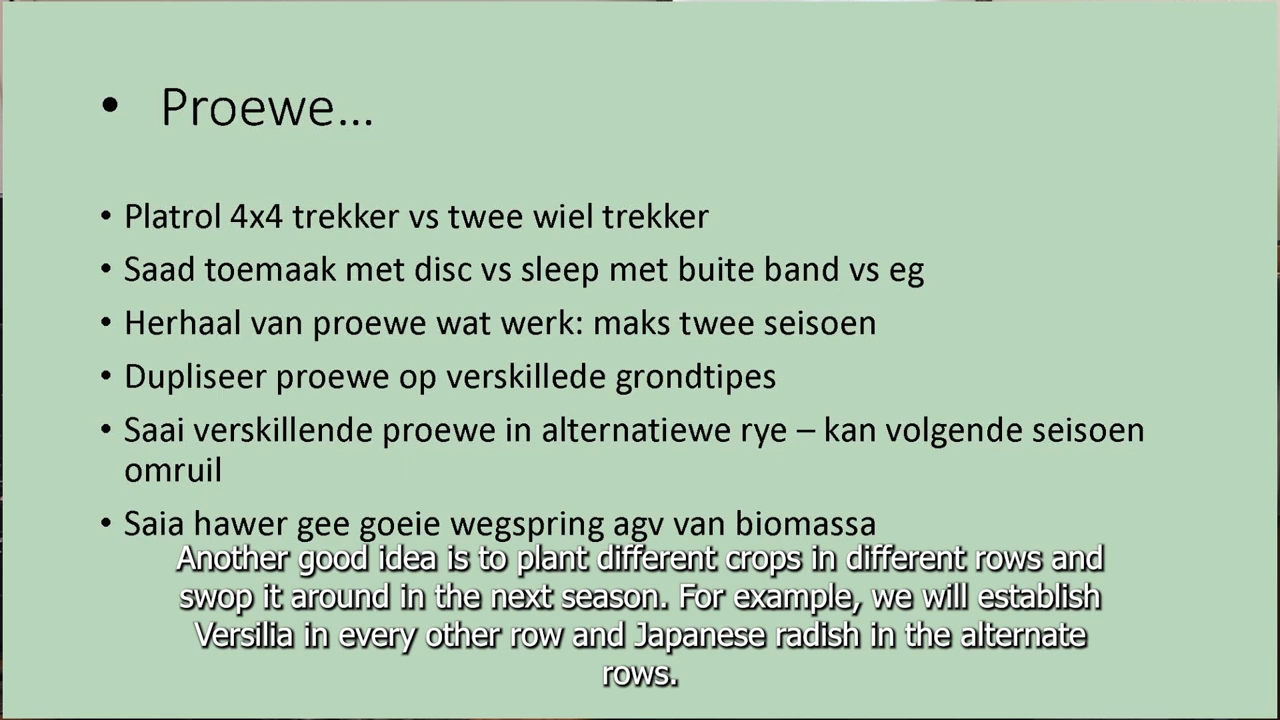 • Proewe...
• Platrol 4x4 trekker vs twee wiel trekker
• Saad toemaak met disc vs sleep met buite band vs eg
• Herhaal van proewe wat werk: maks twee seisoen
• Dupliseer proewe op verskillede grondtipes
• Saai verskillende proewe in alternatiewe rye – kan volgende seisoen
omruil
• Saia hawer gee goeie wegspring agv van biomassa
Another good idea is to plant different crops in different rows and
swop it around in the next season. For example, we will establish
Versilia in every other row and Japanese radish in the alternate
rows.